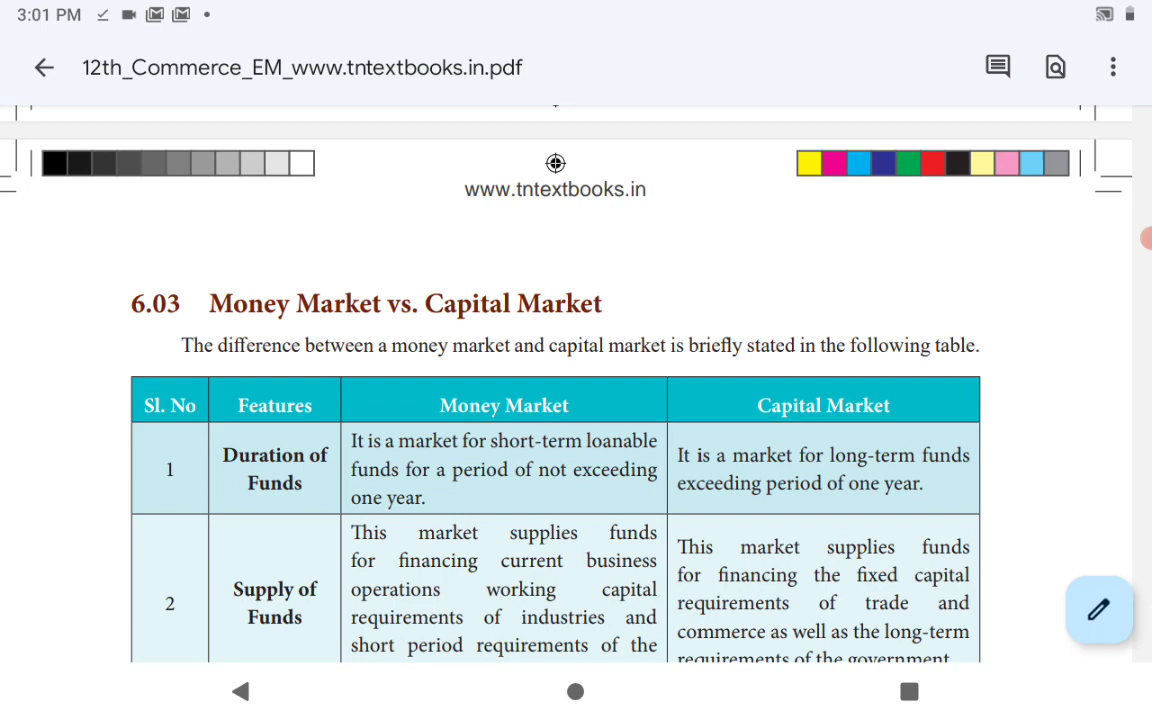 3:01 PM
12th_Commerce_EM_www.tntextbooks.in.pdf
www.tntextbooks.in
6.03 Money Market vs. Capital Market
The difference between a money market and capital market is briefly stated in the following table.
Sl. No Features Money Market Capital Market
1
Duration of
Funds
It is a market for short-term loanable
funds for a period of not exceeding
one year.
It is a market for long-term funds
exceeding period of one year.
2
Supply of
Funds
This market supplies funds
for financing current business
operations working capital
requirements of industries and
short period requirements of the
This market supplies funds
for financing the fixed capital
requirements of trade and
commerce as well as the long-term
requirements of the government